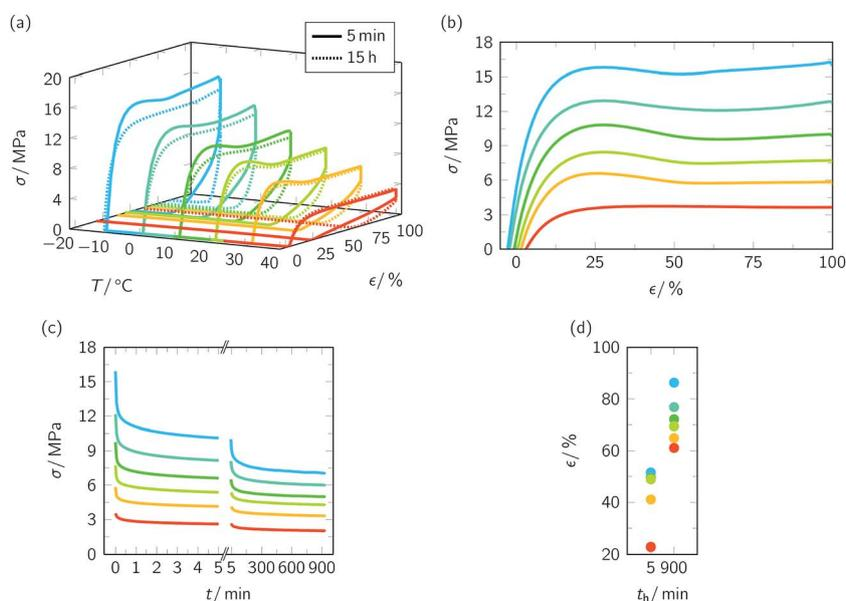 (a)
5 min
15 h
20
16
12
8
4
0
σ / MPa
−20
−10
0
10
20
30
40
T / °C
0
25
50
75
100
ϵ / %
(b)
18
15
12
9
6
3
0
σ / MPa
0 25 50 75 100
ϵ / %
(c)
18
15
12
9
6
3
0
σ / MPa
0 1 2 3 4 5 5 300 600 900
t / min
(d)
100
80
60
40
20
ϵ / %
5 900
th / min